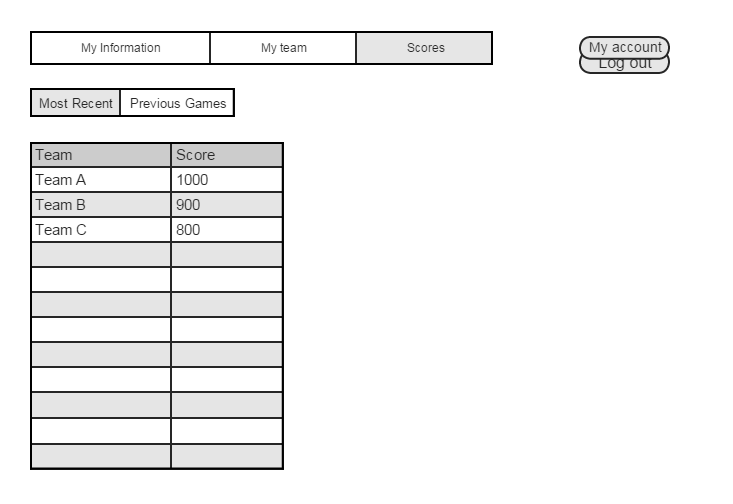 My Information My team Scores
My account
Log out
Most Recent Previous Games
Team Score
Team A 1000
Team B 900
Team C 800